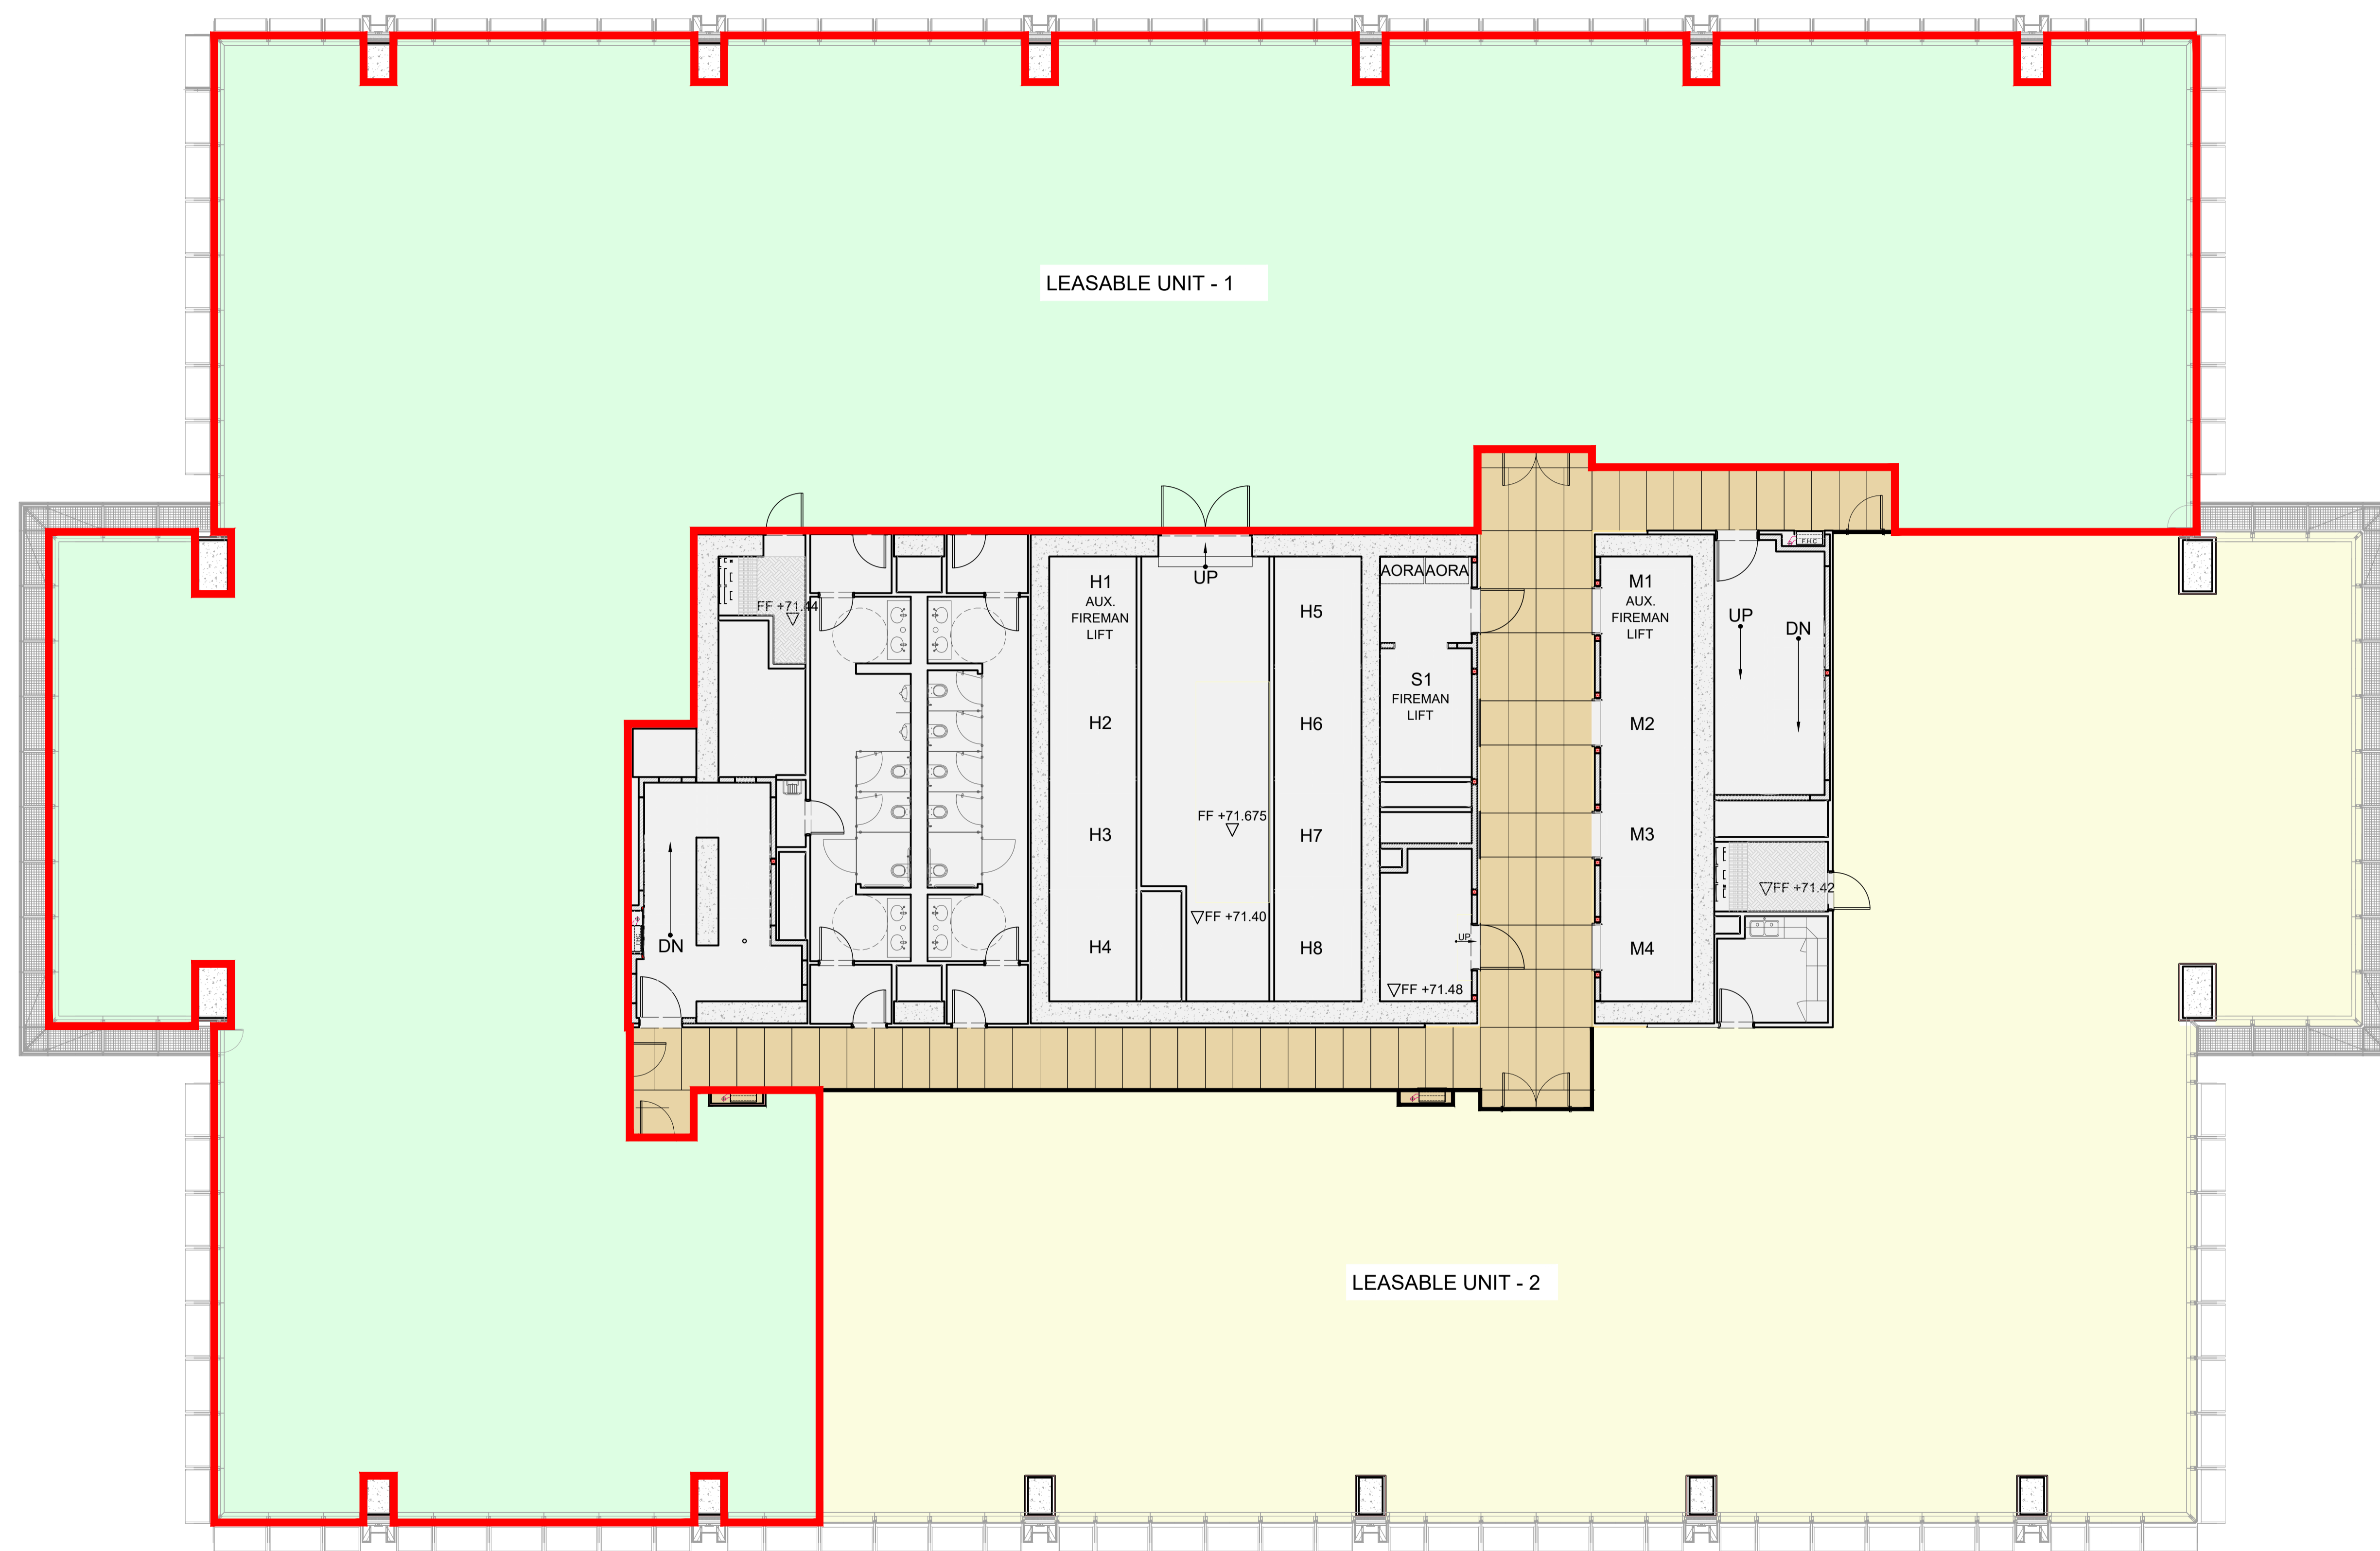 LEASABLE UNIT - 1
FF +71.44
H1
AUX.
FIREMAN
LIFT
H2
H3
H4
UP
FF +71.675
FF +71.40
H5
H6
H7
H8
AORA AORA
S1
FIREMAN
LIFT
UP
FF +71.48
M1
AUX.
FIREMAN
LIFT
M2
M3
M4
F.H.C
UP
DN
FF +71.42
FHC
DN
LEASABLE UNIT - 2